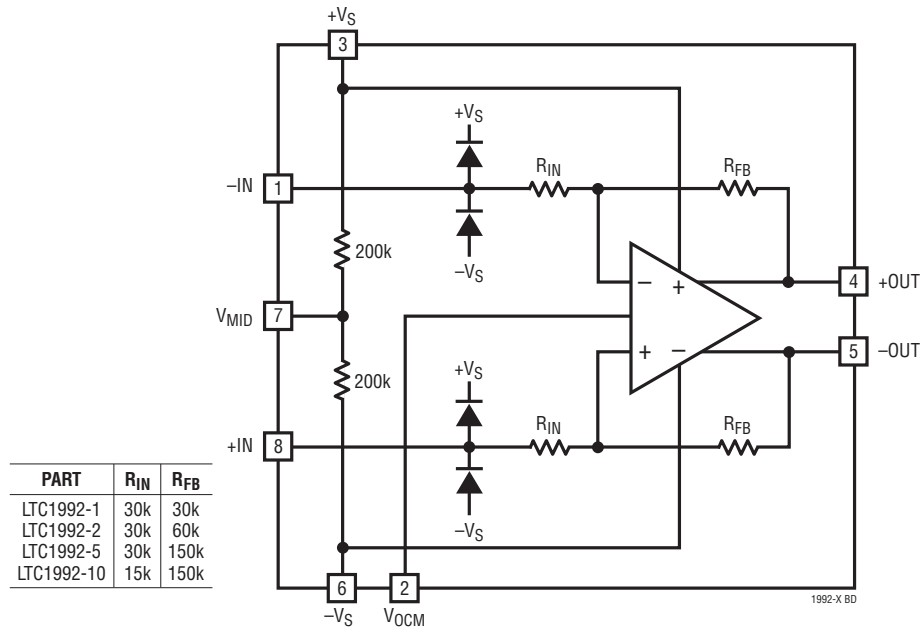 +VS
3
+VS
–IN
1
RIN
RFB
–VS
200k
–
+
4
+OUT
VMID
7
5
–OUT
+
–
200k
+VS
RIN
RFB
+IN
8
–VS
PART RIN RFB
LTC1992-1 30k 30k
LTC1992-2 30k 60k
LTC1992-5 30k 150k
LTC1992-10 15k 150k
6
2
–VS
VOCM
1992-X BD